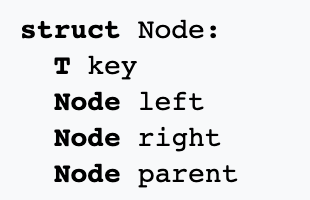 struct Node:
  T key
  Node left
  Node right
  Node parent